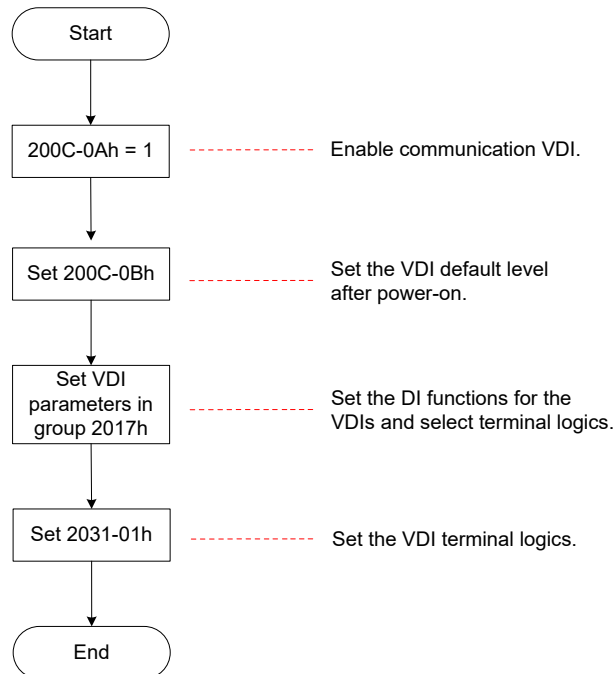 Start
200C-0Ah = 1
Enable communication VDI.
Set 200C-0Bh
Set the VDI default level
after power-on.
Set VDI
parameters in
group 2017h
Set the DI functions for the
VDIs and select terminal logics.
Set 2031-01h
Set the VDI terminal logics.
End